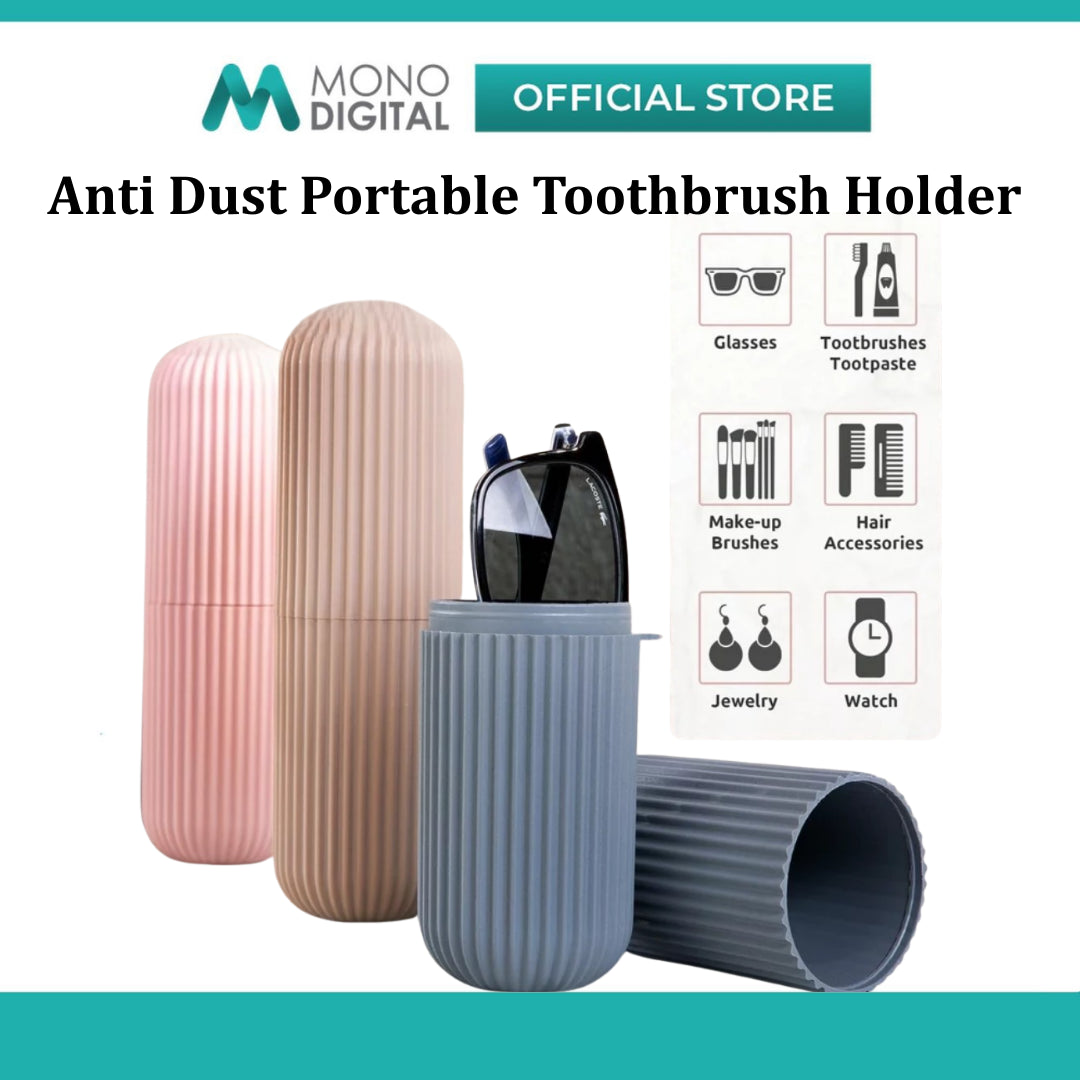 MONO
DIGITAL
OFFICIAL STORE
Anti Dust Portable Toothbrush Holder
Glasses
Tootbrushes
Tootpaste
LACOSTE
Make-up
Brushes
Hair
Accessories
Jewelry
Watch